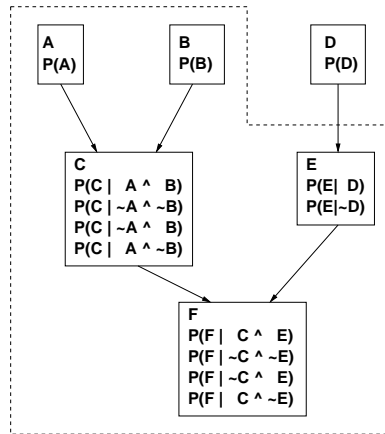 A
P(A)
B
P(B)
D
P(D)
C
P(C | A ^ B)
P(C | ~A ^ ~B)
P(C | ~A ^ B)
P(C | A ^ ~B)
E
P(E| D)
P(E|~D)
F
P(F | C ^ E)
P(F | ~C ^ ~E)
P(F | ~C ^ E)
P(F | C ^ ~E)